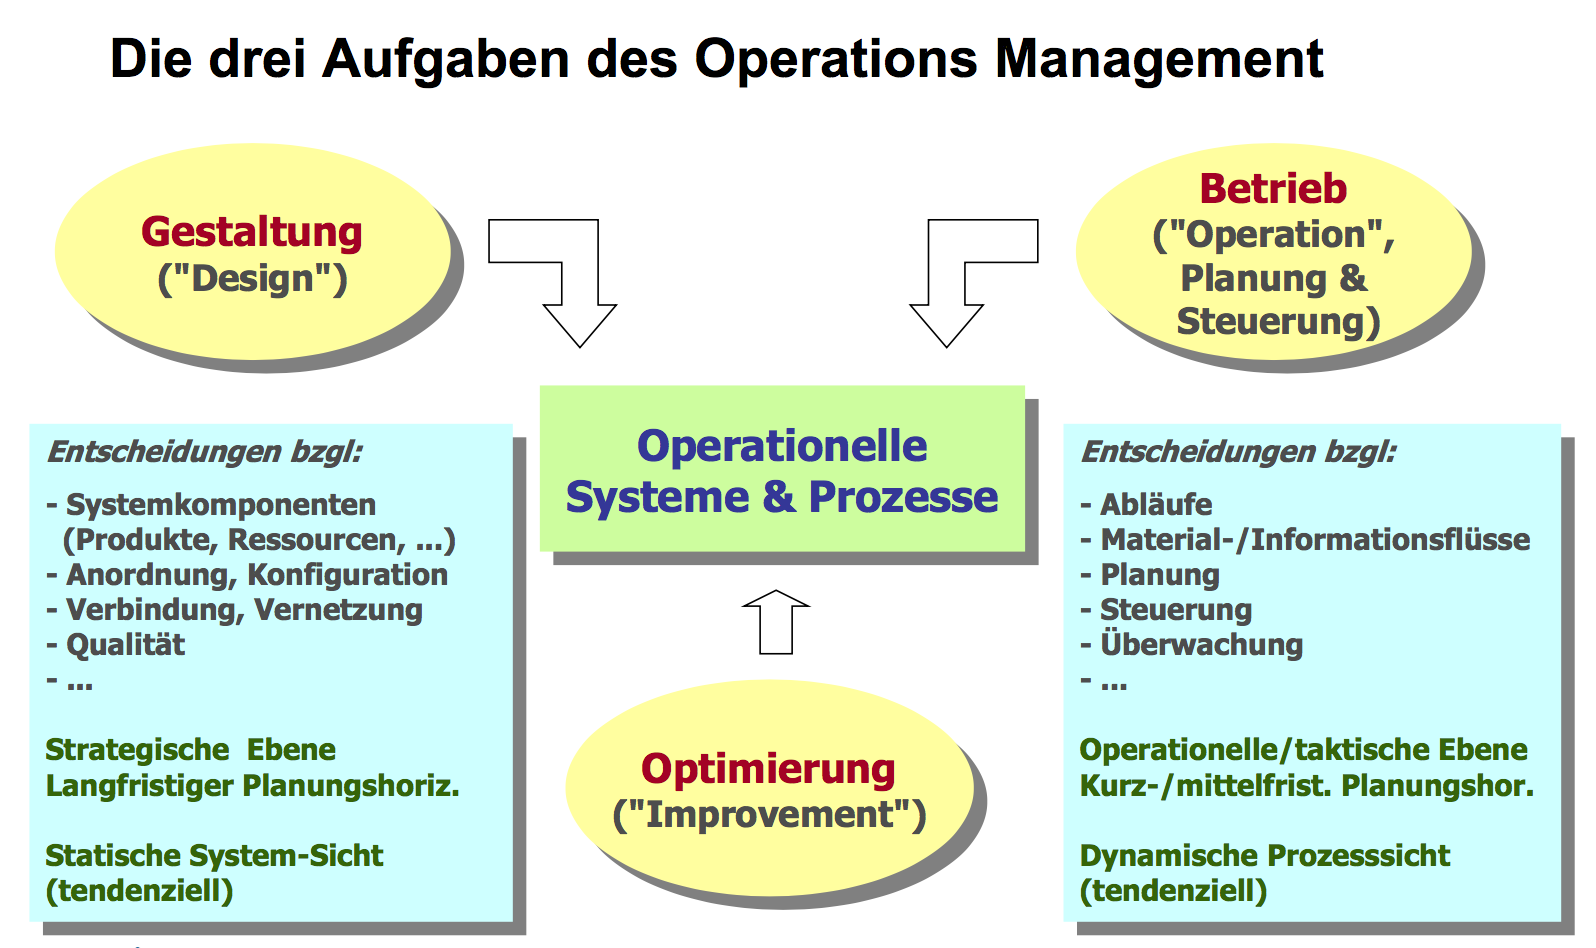 Die drei Aufgaben des Operations Management
Gestaltung
("Design")
Betrieb
("Operation",
Planung &
Steuerung)
Operationelle
Systeme & Prozesse
Entscheidungen bzgl:
- Systemkomponenten
(Produkte, Ressourcen, ...)
- Anordnung, Konfiguration
- Verbindung, Vernetzung
- Qualität
- ...
Strategische Ebene
Langfristiger Planungshoriz.
Statische System-Sicht
(tendenziell)
Optimierung
("Improvement")
Entscheidungen bzgl:
- Abläufe
- Material-/Informationsflüsse
- Planung
- Steuerung
- Überwachung
- ...
Operationelle/taktische Ebene
Kurz-/mittelfrist. Planungshor.
Dynamische Prozesssicht
(tendenziell)